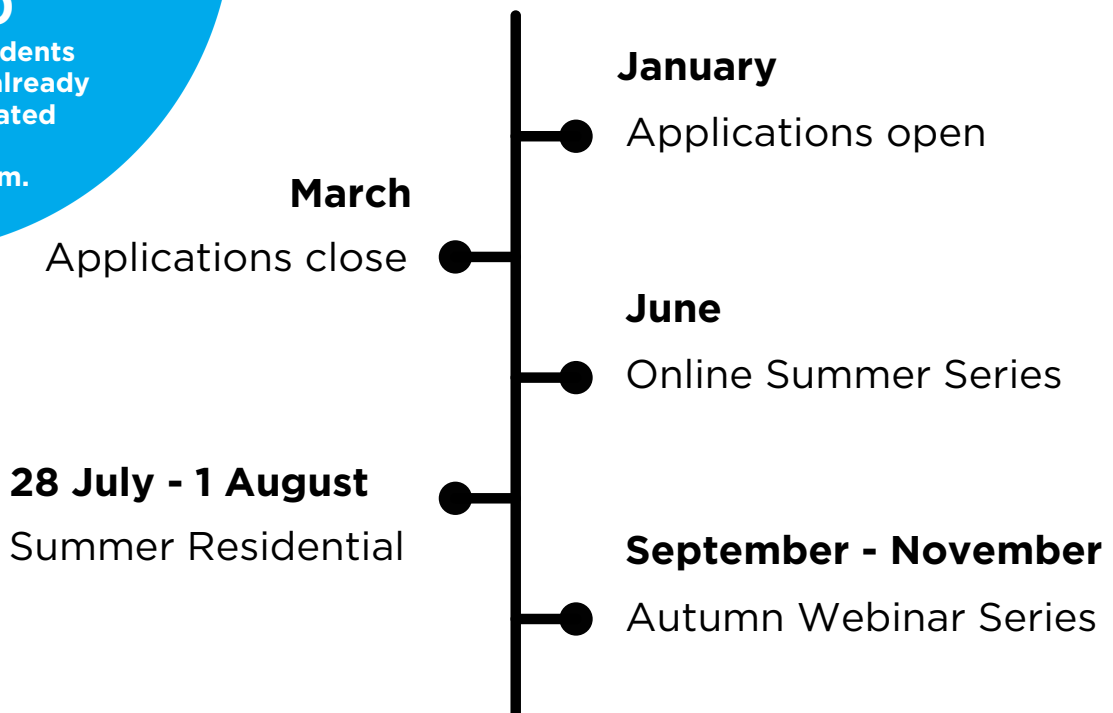 already
January
Applications open
March
Applications close
June
Online Summer Series
28 July - 1 August
Summer Residential
September - November
Autumn Webinar Series